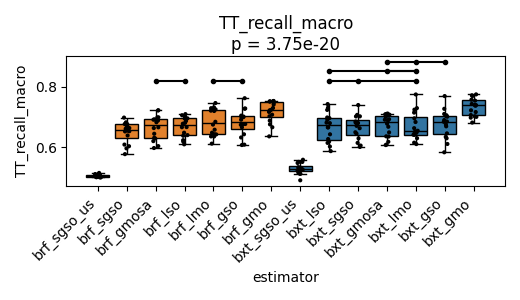 TT_recall_macro
p = 3.75e-20
TT_recall_macro
0.8
0.6
brf_sgso_us
brf_sgso
brf_gmosa
brf_lso
brf_lmo
brf_gso
brf_gmo
bxt_sgso_us
bxt_lso
bxt_sgso
bxt_gmosa
bxt_lmo
bxt_gso
bxt_gmo
estimator